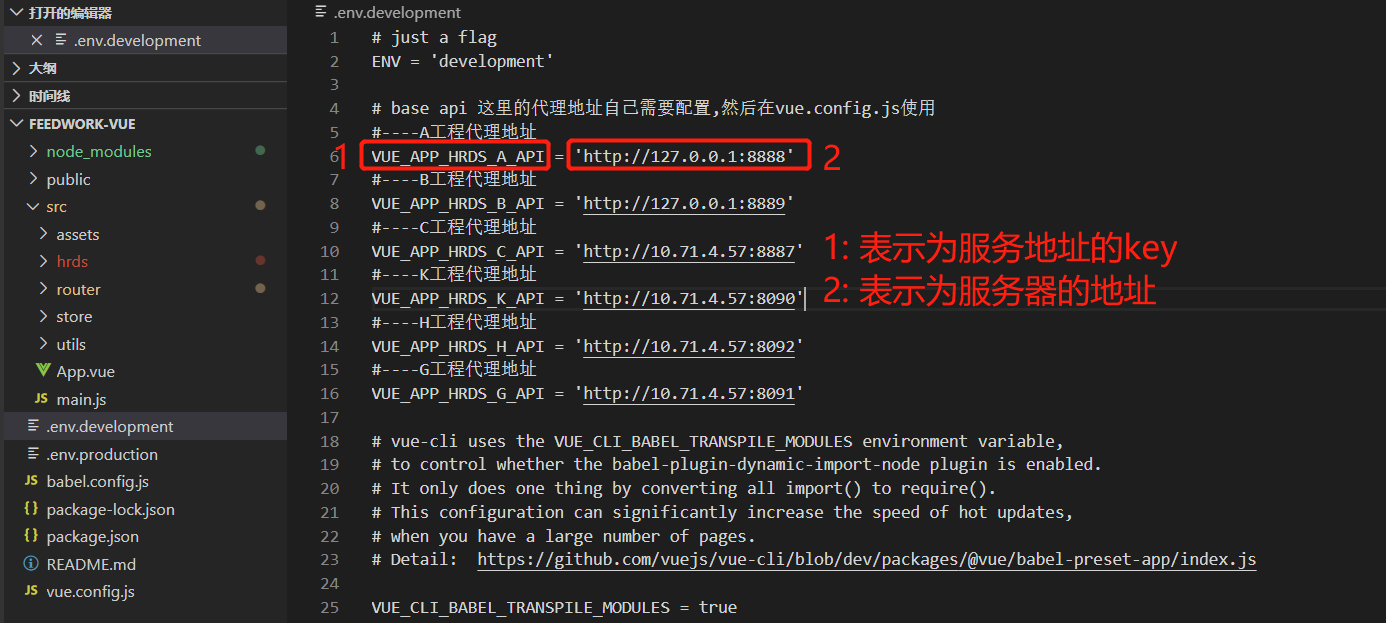 打开的编辑器
.env.development
大纲
时间线
FEEDWORK-VUE
node_modules
public
src
assets
hrds
router
store
utils
App.vue
JS main.js
.env.development
.env.production
JS babel.config.js
{} package-lock.json
{} package.json
README.md
JS vue.config.js
.env.development
1 # just a flag
2 ENV = 'development'
3
4 # base api 这里的代理地址自己需要配置,然后在vue.config.js使用
5 #----A工程代理地址
6 VUE_APP_HRDS_A_API = 'http://127.0.0.1:8888'
7 #----B工程代理地址
8 VUE_APP_HRDS_B_API = 'http://127.0.0.1:8889'
9 #----C工程代理地址
10 VUE_APP_HRDS_C_API = 'http://10.71.4.57:8887'
11 #----K工程代理地址
12 VUE_APP_HRDS_K_API = 'http://10.71.4.57:8090'
13 #----H工程代理地址
14 VUE_APP_HRDS_H_API = 'http://10.71.4.57:8092'
15 #----G工程代理地址
16 VUE_APP_HRDS_G_API = 'http://10.71.4.57:8091'
17
18 # vue-cli uses the VUE_CLI_BABEL_TRANSPILE_MODULES environment variable,
19 # to control whether the babel-plugin-dynamic-import-node plugin is enabled.
20 # It only does one thing by converting all import() to require().
21 # This configuration can significantly increase the speed of hot updates,
22 # when you have a large number of pages.
23 # Detail:  https://github.com/vuejs/vue-cli/blob/dev/packages/@vue/babel-preset-app/index.js
24
25 VUE_CLI_BABEL_TRANSPILE_MODULES = true
1
2
1: 表示为服务地址的key
2: 表示为服务器的地址